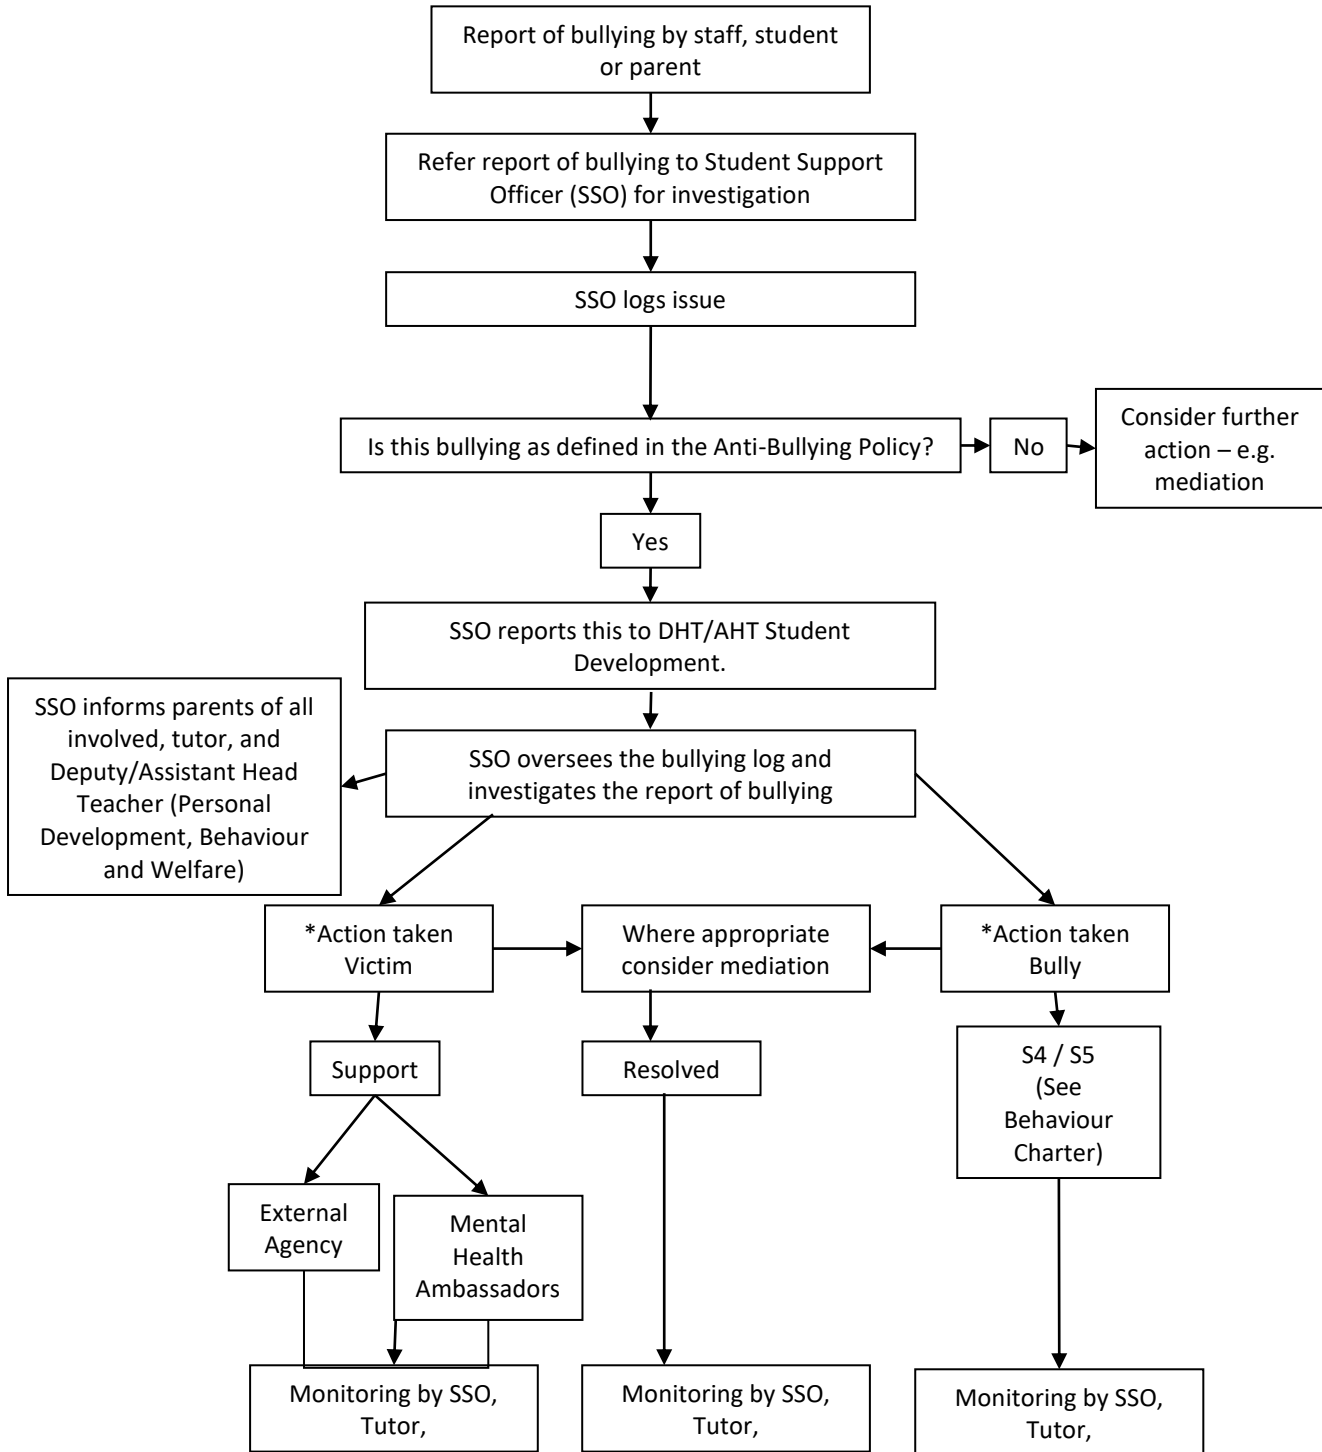 Report of bullying by staff, student
or parent
Refer report of bullying to Student Support
Officer (SSO) for investigation
SSO logs issue
Is this bullying as defined in the Anti-Bullying Policy?
No
Consider further
action – e.g.
mediation
Yes
SSO reports this to DHT/AHT Student
Development.
SSO informs parents of all
involved, tutor, and
Deputy/Assistant Head
Teacher (Personal
Development, Behaviour
and Welfare)
SSO oversees the bullying log and
investigates the report of bullying
*Action taken
Victim
Where appropriate
consider mediation
*Action taken
Bully
Support
Resolved
S4 / S5
(See
Behaviour
Charter)
External
Agency
Mental
Health
Ambassadors
Monitoring by SSO,
Tutor,
Monitoring by SSO,
Tutor,
Monitoring by SSO,
Tutor,